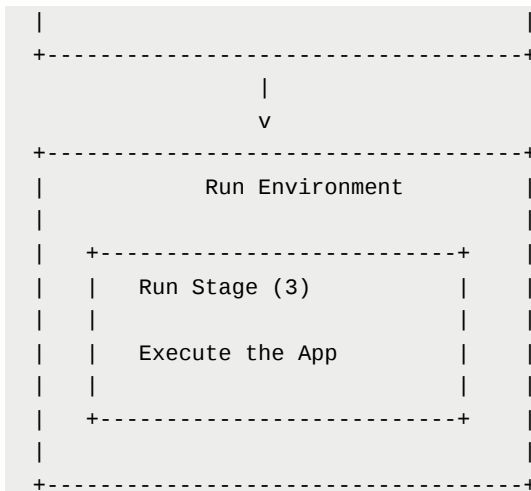 |                                     |
+-------------------------------------+
                 |
                 v
+-------------------------------------+
|            Run Environment          |
|                                     |
|   +----------------------------+    |
|   |   Run Stage (3)            |    |
|   |                            |    |
|   |   Execute the App          |    |
|   |                            |    |
|   +----------------------------+    |
|                                     |
+-------------------------------------+